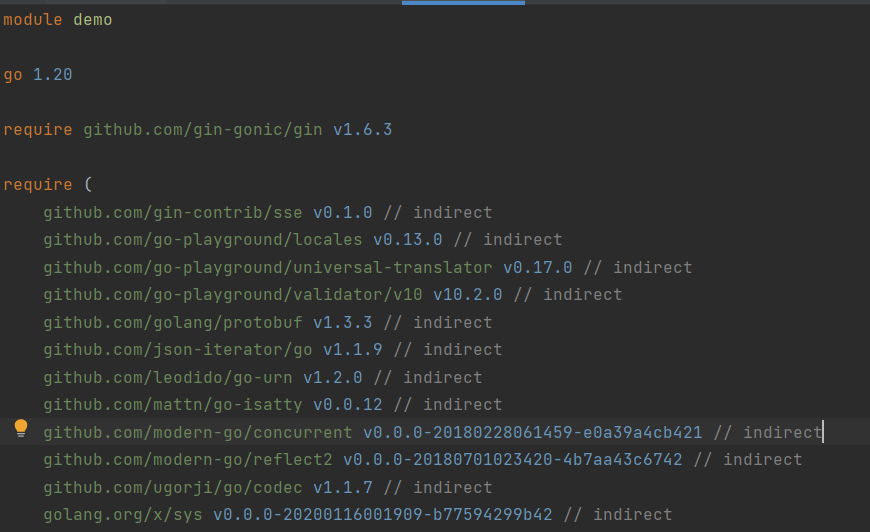 module demo
go 1.20
require github.com/gin-gonic/gin v1.6.3
require (
github.com/gin-contrib/sse v0.1.0 // indirect
github.com/go-playground/locales v0.13.0 // indirect
github.com/go-playground/universal-translator v0.17.0 // indirect
github.com/go-playground/validator/v10 v10.2.0 // indirect
github.com/golang/protobuf v1.3.3 // indirect
github.com/json-iterator/go v1.1.9 // indirect
github.com/leodido/go-urn v1.2.0 // indirect
github.com/mattn/go-isatty v0.0.12 // indirect
github.com/modern-go/concurrent v0.0.0-20180228061459-e0a39a4cb421 // indirect
github.com/modern-go/reflect2 v0.0.0-20180701023420-4b7aa43c6742 // indirect
github.com/ugorji/go/codec v1.1.7 // indirect
golang.org/x/sys v0.0.0-20200116001909-b77594299b42 // indirect